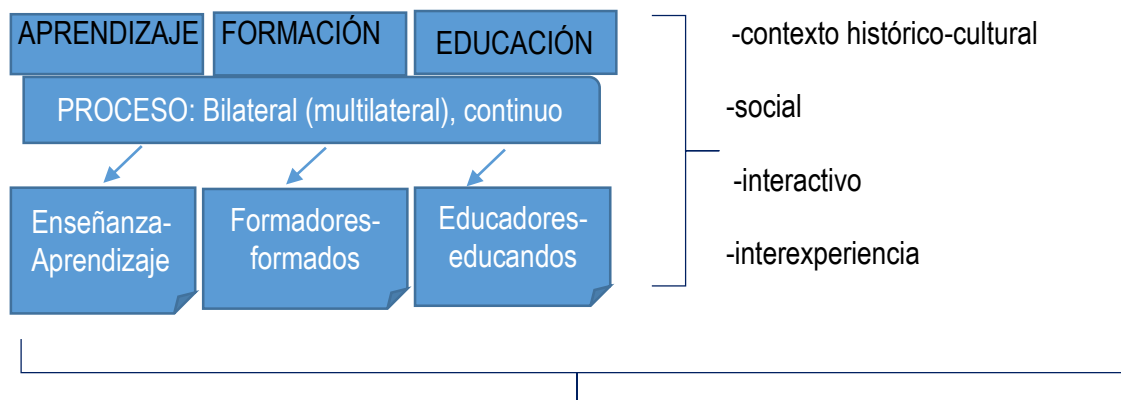 APRENDIZAJE
FORMACIÓN
EDUCACIÓN
PROCESO: Bilateral (multilateral), continuo
Enseñanza-
Aprendizaje
Formadores-
formados
Educadores-
educandos
-contexto histórico-cultural
-social
-interactivo
-interexperiencia